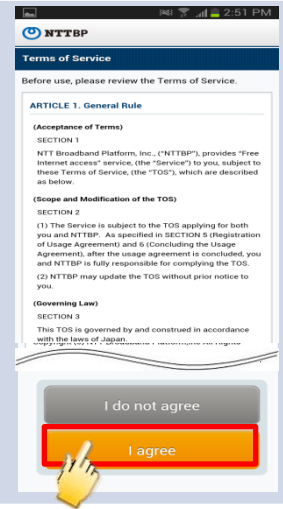 2:51 PM
NTTBP
Terms of Service
Before use, please review the Terms of Service.
ARTICLE 1. General Rule
(Acceptance of Terms)
SECTION 1
NTT Broadband Platform, Inc., ("NTTBP"), provides "Free
Internet access" service, (the "Service") to you, subject to
these Terms of Service, (the "TOS"), which are described
as below.
(Scope and Modification of the TOS)
SECTION 2
(1) The Service is subject to the TOS applying for both
you and NTTBP. As specified in SECTION 5 (Registration
of Usage Agreement) and 6 (Concluding the Usage
Agreement), after the usage agreement is concluded, you
and NTTBP is fully responsible for complying the TOS.
(2) NTTBP may update the TOS without prior notice to
you.
(Governing Law)
SECTION 3
This TOS is governed by and construed in accordance
with the laws of Japan.
Copyright (c) NTT Broadband Platform,Inc All Rights
I do not agree
I agree